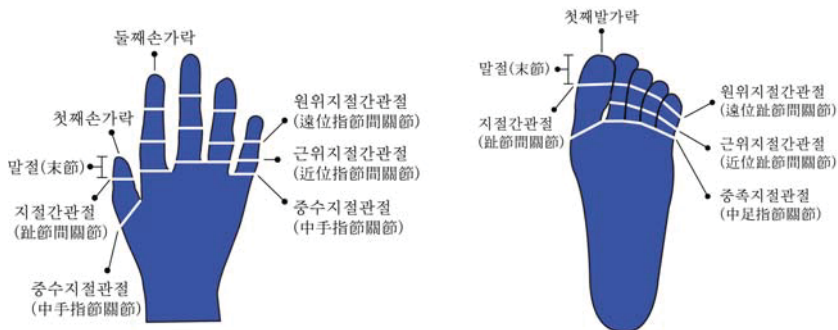 둘째손가락
첫째손가락
말절(末節)
지절간관절
(趾節間關節)
중수지절관절
(中手指節關節)
원위지절간관절
(遠位指節間關節)
근위지절간관절
(近位指節間關節)
중수지절관절
(中手指節關節)
첫째발가락
말절(末節)
지절간관절
(趾節間關節)
원위지절간관절
(遠位趾節間關節)
근위지절간관절
(近位趾節間關節)
중족지절관절
(中足指節關節)